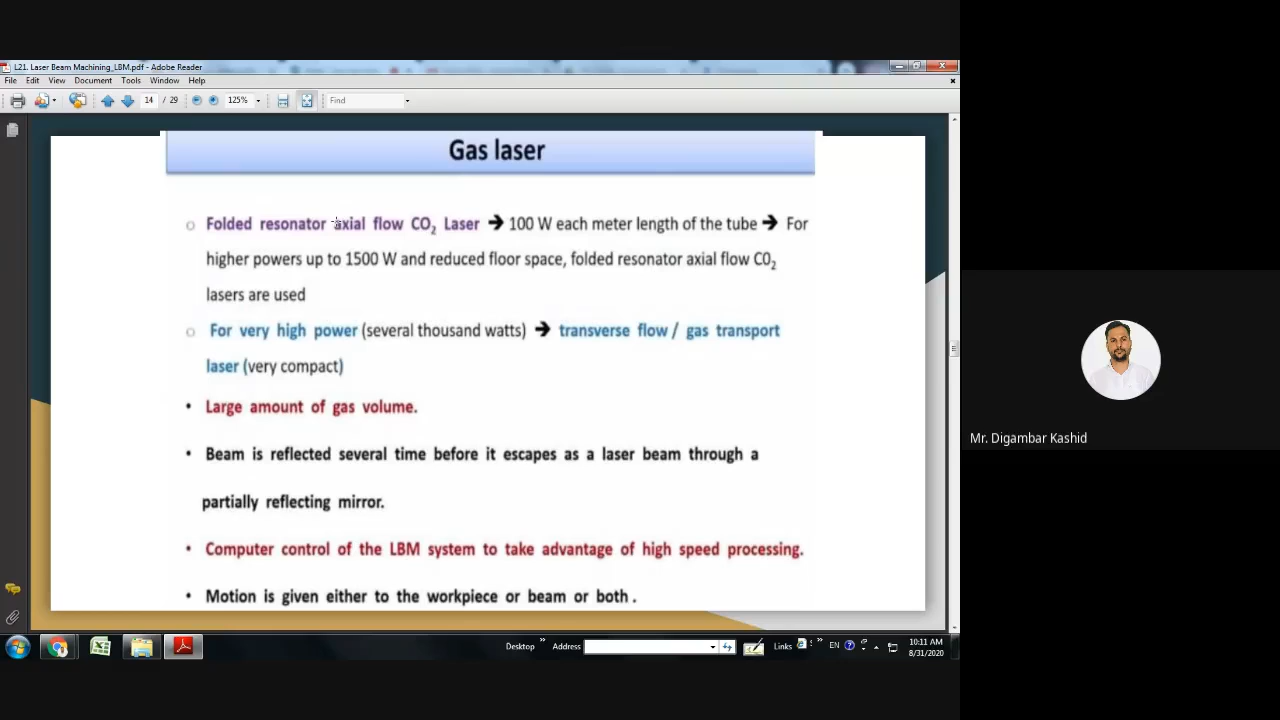 L21. Laser Beam Machining_LBM.pdf - Adobe Reader
File Edit View Document Tools Window Help
14 / 29 125% Find
Gas laser
o Folded resonator axial flow CO₂ Laser ➔ 100 W each meter length of the tube ➔ For
higher powers up to 1500 W and reduced floor space, folded resonator axial flow C0₂
lasers are used
o For very high power (several thousand watts) ➔ transverse flow / gas transport
laser (very compact)
• Large amount of gas volume.
• Beam is reflected several time before it escapes as a laser beam through a
partially reflecting mirror.
• Computer control of the LBM system to take advantage of high speed processing.
• Motion is given either to the workpiece or beam or both .
Mr. Digambar Kashid
Desktop » Address Links » EN 10:11 AM
8/31/2020